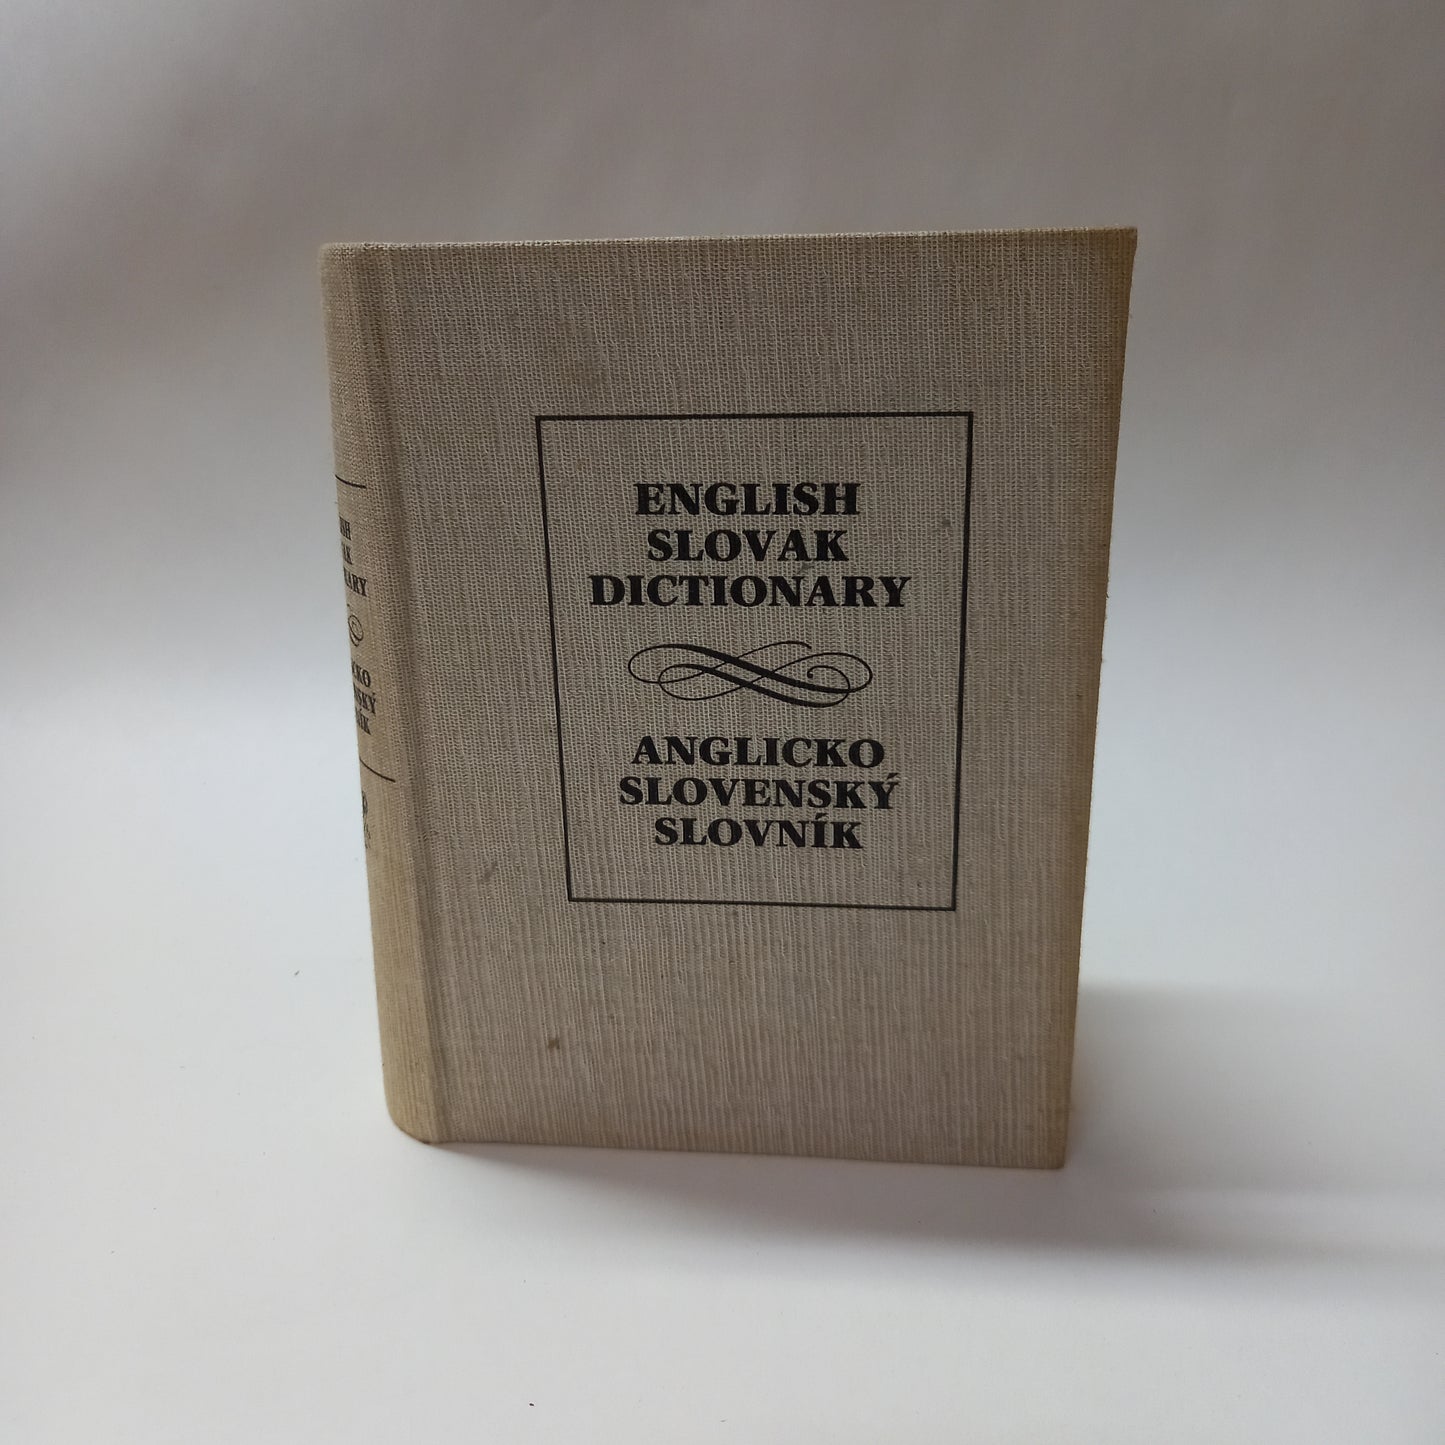 ENGLISH
SLOVAK
DICTIONARY
ANGLICKO
SLOVENSKÝ
SLOVNÍK